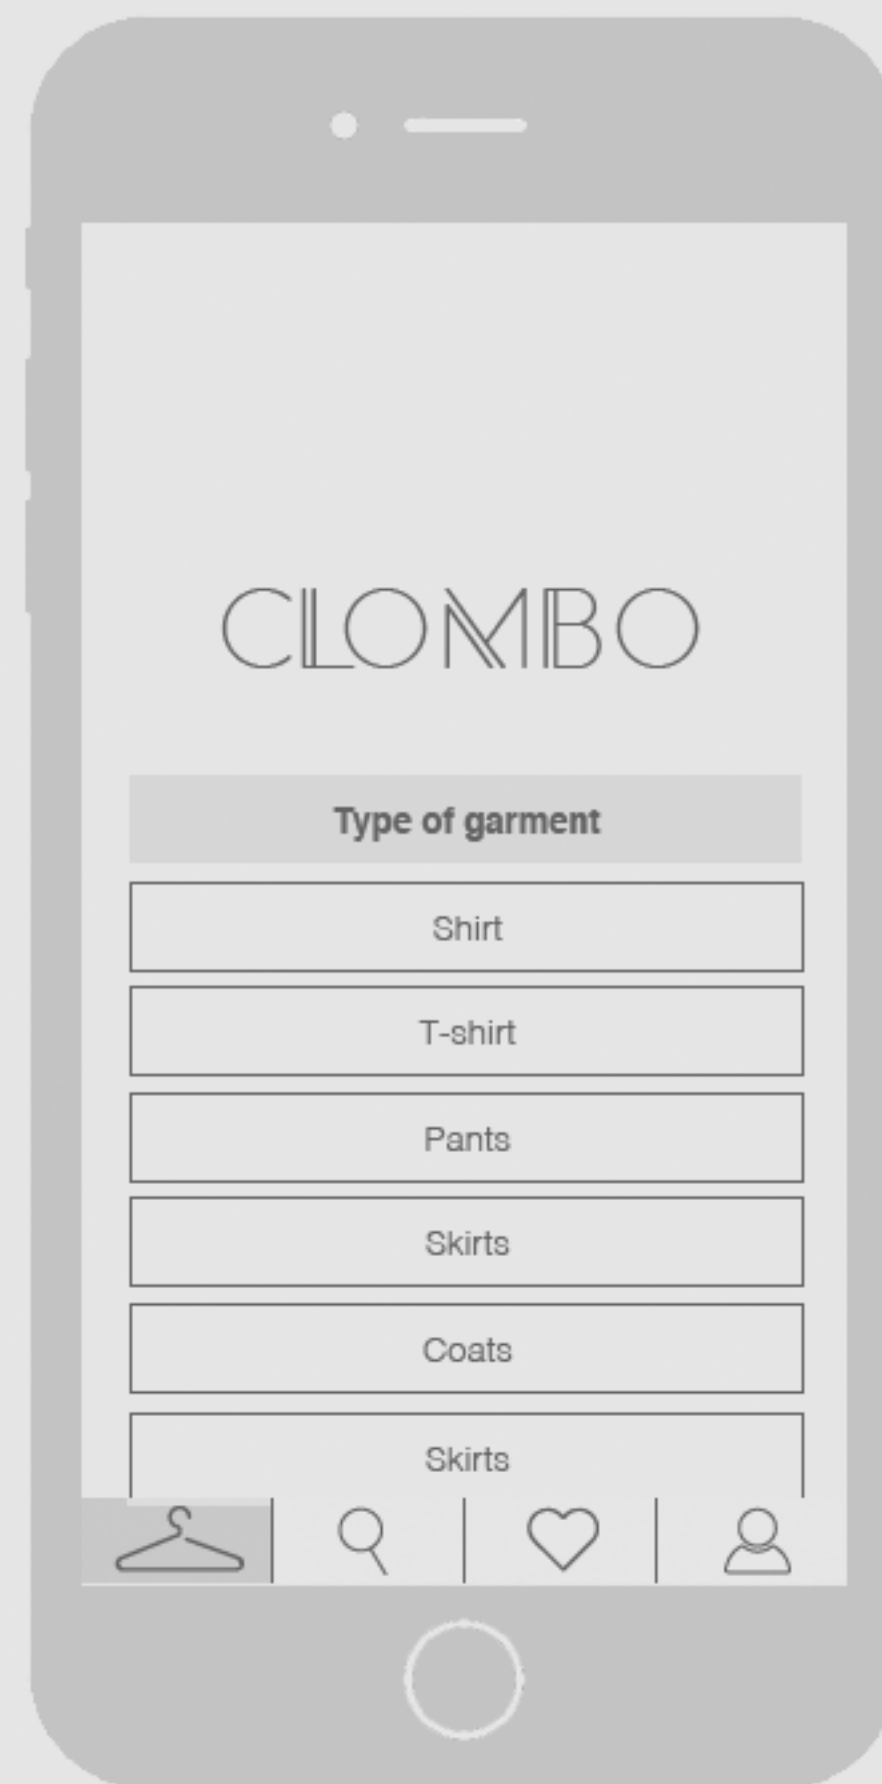 CLOMBO
Type of garment
Shirt
T-shirt
Pants
Skirts
Coats
Skirts